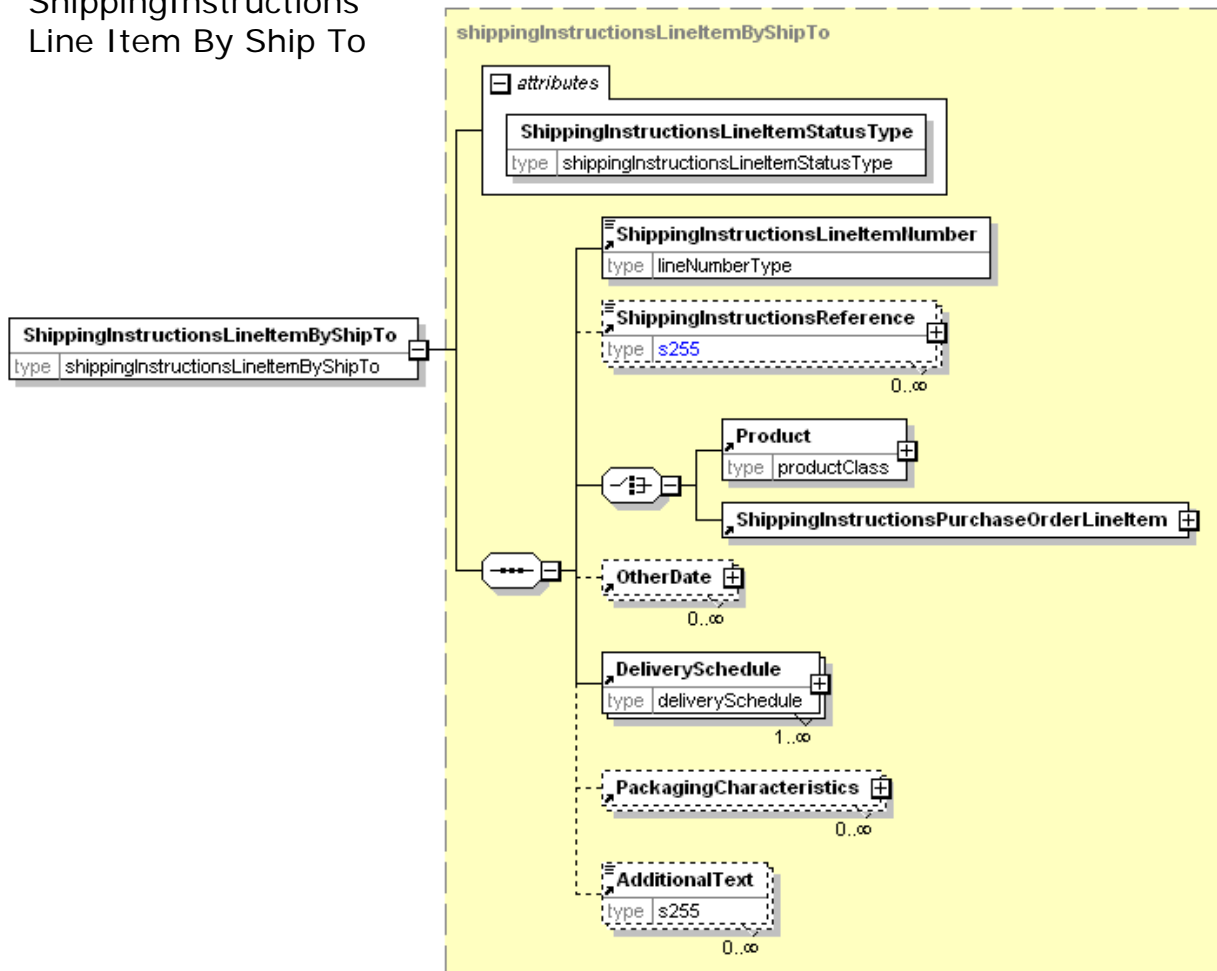 ShippingInstructions
Line Item By Ship To
shippingInstructionsLineItemByShipTo
attributes
ShippingInstructionsLineItemStatusType
type shippingInstructionsLineItemStatusType
ShippingInstructionsLineItemNumber
type lineNumberType
ShippingInstructionsReference
type s255
0..∞
ShippingInstructionsLineItemByShipTo
type shippingInstructionsLineItemByShipTo
Product
type productClass
ShippingInstructionsPurchaseOrderLineItem
OtherDate
0..∞
DeliverySchedule
type deliverySchedule
1..∞
PackagingCharacteristics
0..∞
AdditionalText
type s255
0..∞